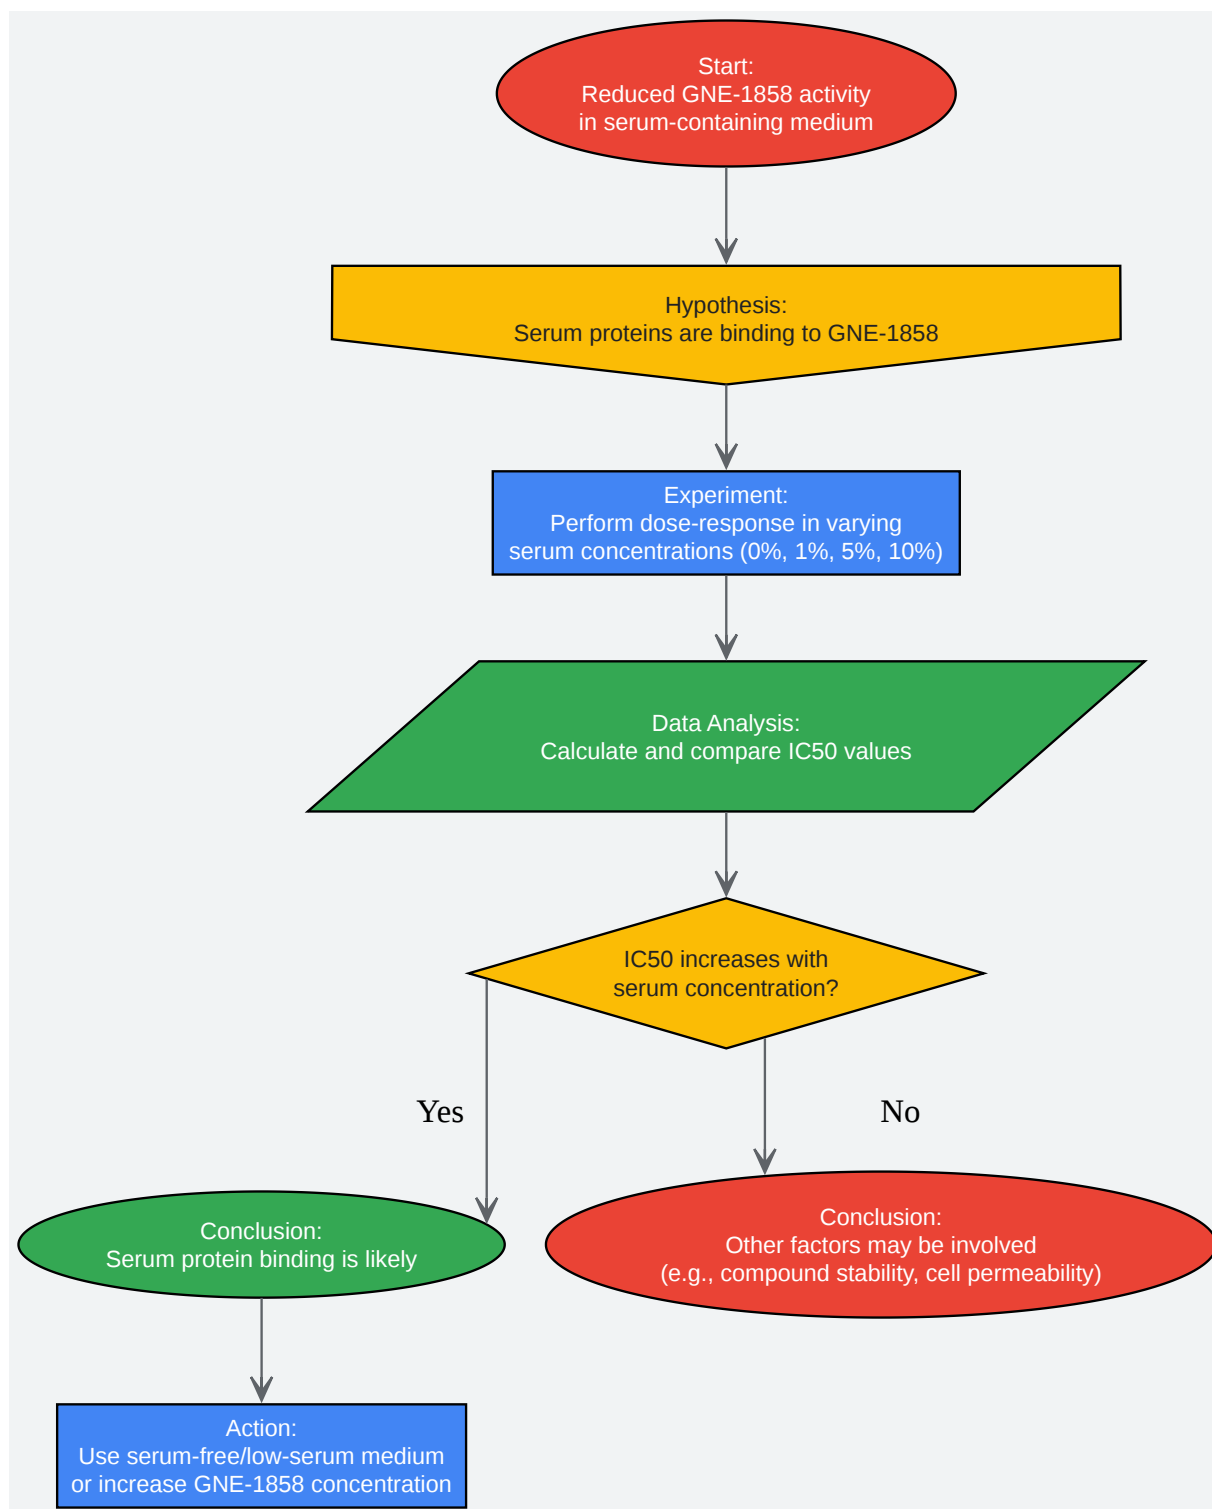 Start:
Reduced GNE-1858 activity
in serum-containing medium
Hypothesis:
Serum proteins are binding to GNE-1858
Experiment:
Perform dose-response in varying
serum concentrations (0%, 1%, 5%, 10%)
Data Analysis:
Calculate and compare IC50 values
IC50 increases with
serum concentration?
Yes
No
Conclusion:
Serum protein binding is likely
Conclusion:
Other factors may be involved
(e.g., compound stability, cell permeability)
Action:
Use serum-free/low-serum medium
or increase GNE-1858 concentration